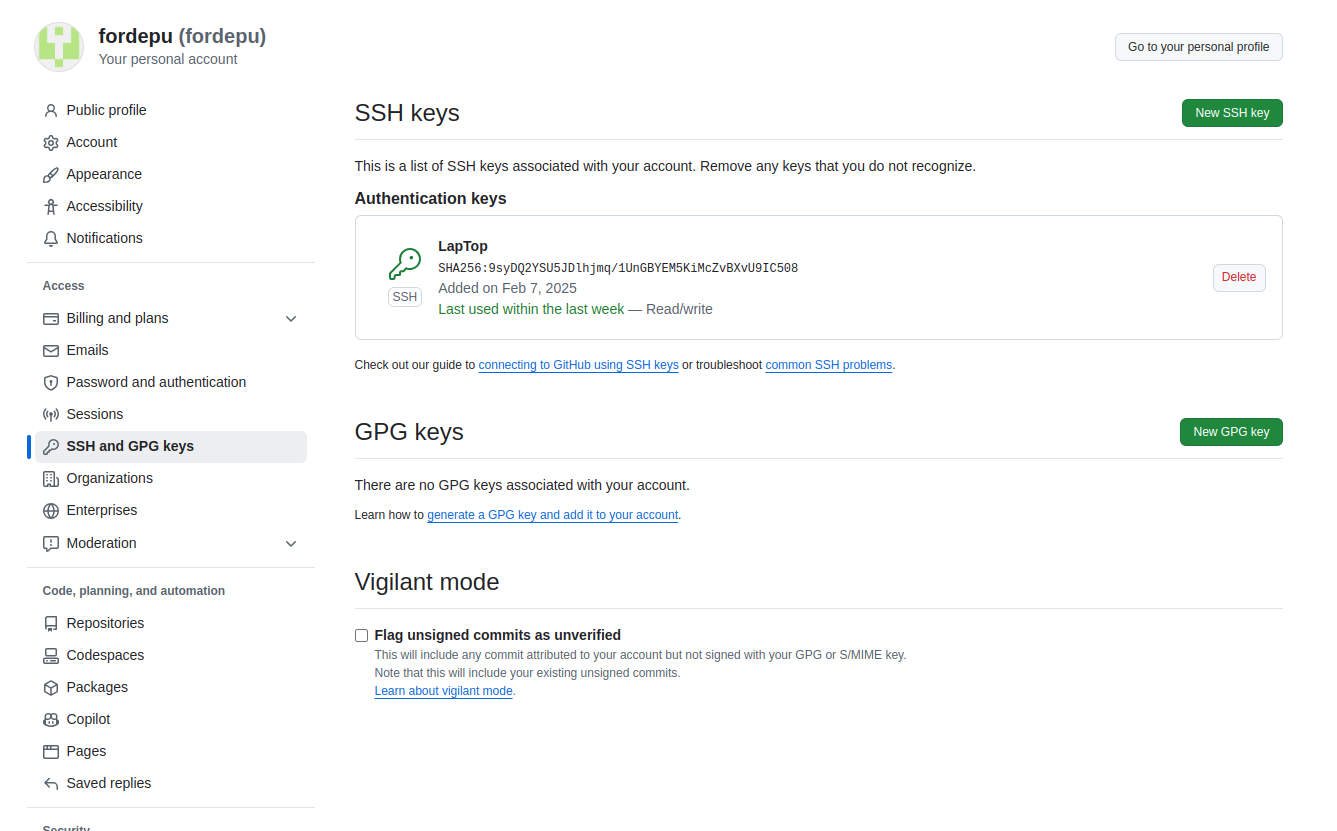 fordepu (fordepu)
Your personal account
Go to your personal profile
Public profile
Account
Appearance
Accessibility
Notifications
Access
Billing and plans
Emails
Password and authentication
Sessions
SSH and GPG keys
Organizations
Enterprises
Moderation
Code, planning, and automation
Repositories
Codespaces
Packages
Copilot
Pages
Saved replies
Security
SSH keys
New SSH key
This is a list of SSH keys associated with your account. Remove any keys that you do not recognize.
Authentication keys
LapTop
SHA256:9syDQ2YSU5JDlhjmq/1UnGBYEM5KiMcZvBXvU9IC508
Added on Feb 7, 2025
Last used within the last week — Read/write
SSH
Delete
Check out our guide to connecting to GitHub using SSH keys or troubleshoot common SSH problems.
GPG keys
New GPG key
There are no GPG keys associated with your account.
Learn how to generate a GPG key and add it to your account.
Vigilant mode
Flag unsigned commits as unverified
This will include any commit attributed to your account but not signed with your GPG or S/MIME key.
Note that this will include your existing unsigned commits.
Learn about vigilant mode.